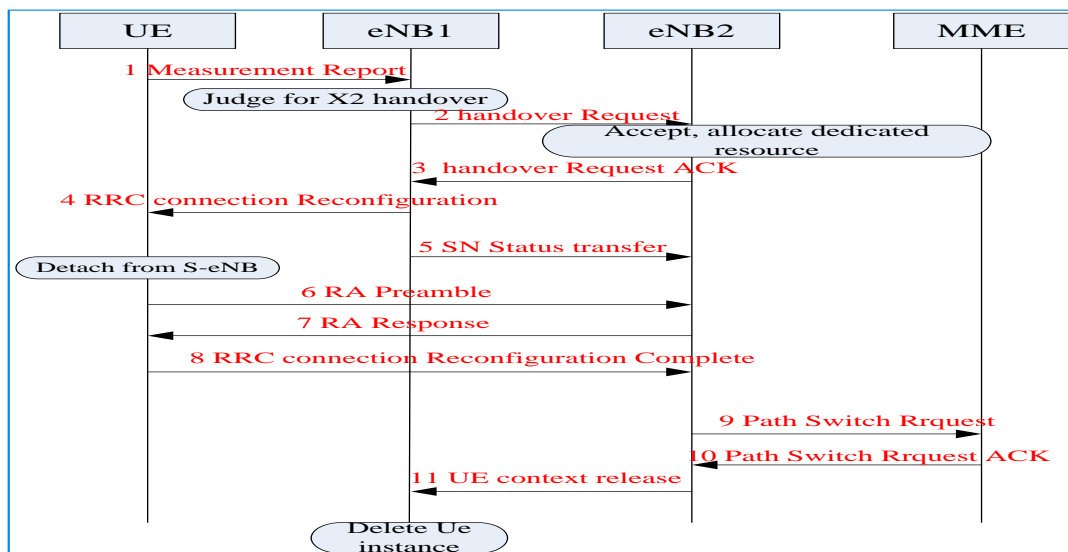 UE eNB1 eNB2 MME
1 Measurement Report
Judge for X2 handover
2 handover Request
Accept, allocate dedicated
resource
3 handover Request ACK
4 RRC connection Reconfiguration
5 SN Status transfer
Detach from S-eNB
6 RA Preamble
7 RA Response
8 RRC connection Reconfiguration Complete
9 Path Switch Rrquest
10 Path Switch Rrquest ACK
11 UE context release
Delete Ue
instance